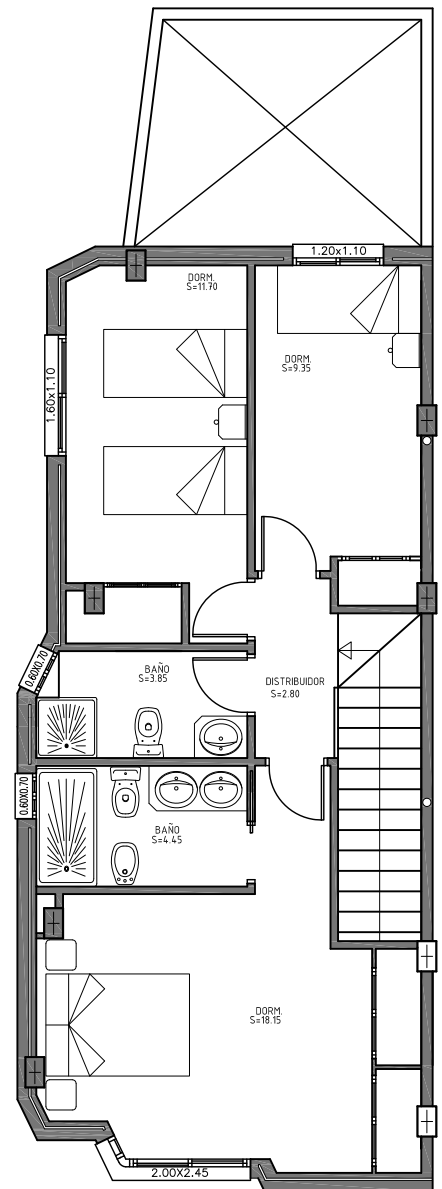 1.20x1.10
DORM.
S=11.70
DORM.
S=9.35
1.60x1.10
0.60X0.70
BAÑO
S=3.85
DISTRIBUIDOR
S=2.80
0.60X0.70
BAÑO
S=4.45
DORM.
S=18.15
2.00X2.45